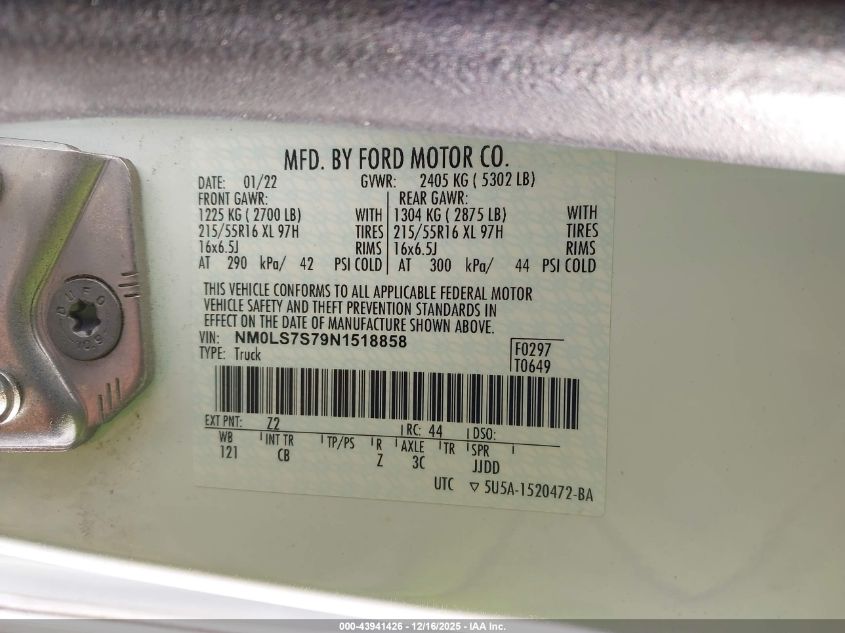 MFD. BY FORD MOTOR CO.
DATE: 01/22 GVWR: 2405 KG ( 5302 LB)
FRONT GAWR: REAR GAWR:
1225 KG ( 2700 LB) WITH 1304 KG ( 2875 LB) WITH
215/55R16 XL 97H TIRES 215/55R16 XL 97H TIRES
16x6.5J RIMS 16x6.5J RIMS
AT 290 kPa/ 42 PSI COLD AT 300 kPa/ 44 PSI COLD
THIS VEHICLE CONFORMS TO ALL APPLICABLE FEDERAL MOTOR
VEHICLE SAFETY AND THEFT PREVENTION STANDARDS IN
EFFECT ON THE DATE OF MANUFACTURE SHOWN ABOVE.
VIN: NM0LS7S79N1518858
TYPE: Truck
F0297
T0649
EXT PNT: Z2 RC: 44 DSO:
WB INT TR TP/PS R AXLE TR SPR
121 CB Z 3C JJDD
UTC ▽ 5U5A-1520472-BA
000-43941426 - 12/16/2025 - IAA Inc.